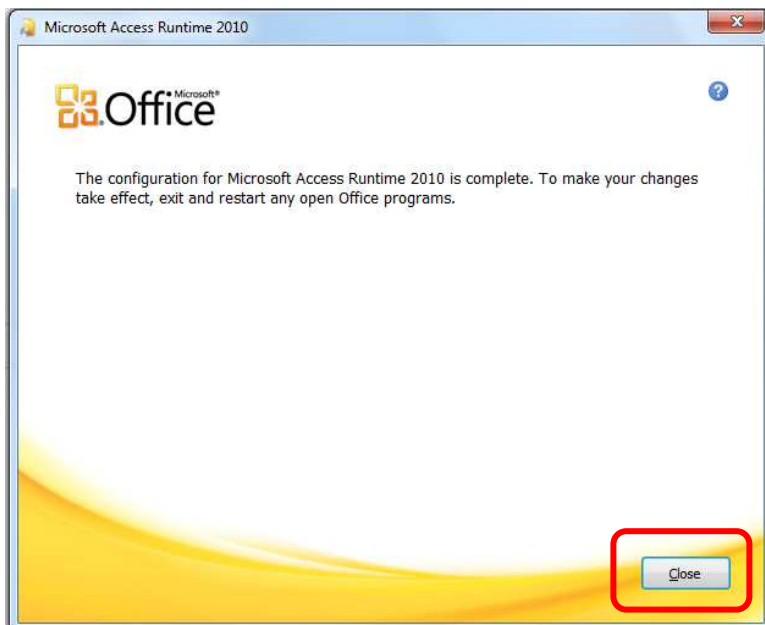 Microsoft Access Runtime 2010
Microsoft®
Office
The configuration for Microsoft Access Runtime 2010 is complete. To make your changes
take effect, exit and restart any open Office programs.
Close